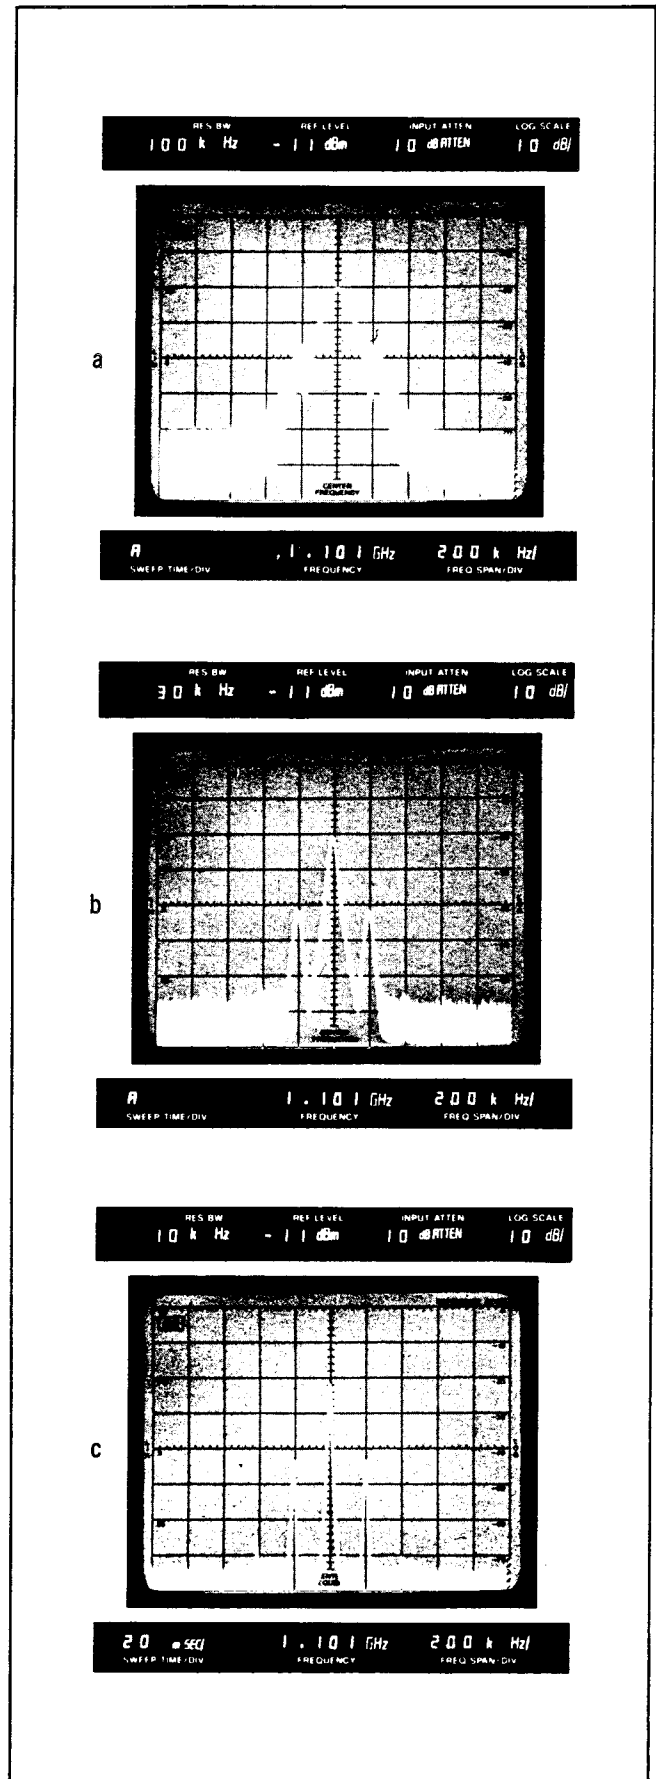 RES BW REF LEVEL INPUT ATTEN LOG SCALE
100 k Hz -11 dBm 10 dB ATTEN 10 dB/
a
CENTER
FREQUENCY
A .1.101 GHz 200 k Hz/
SWEEP TIME/DIV FREQUENCY FREQ SPAN/DIV
RES BW REF LEVEL INPUT ATTEN LOG SCALE
30 k Hz -11 dBm 10 dB ATTEN 10 dB/
b
A 1.101 GHz 200 k Hz/
SWEEP TIME/DIV FREQUENCY FREQ SPAN/DIV
RES BW REF LEVEL INPUT ATTEN LOG SCALE
10 k Hz -11 dBm 10 dB ATTEN 10 dB/
c
20 m SEC/ 1.101 GHz 200 k Hz/
SWEEP TIME/DIV FREQUENCY FREQ SPAN/DIV